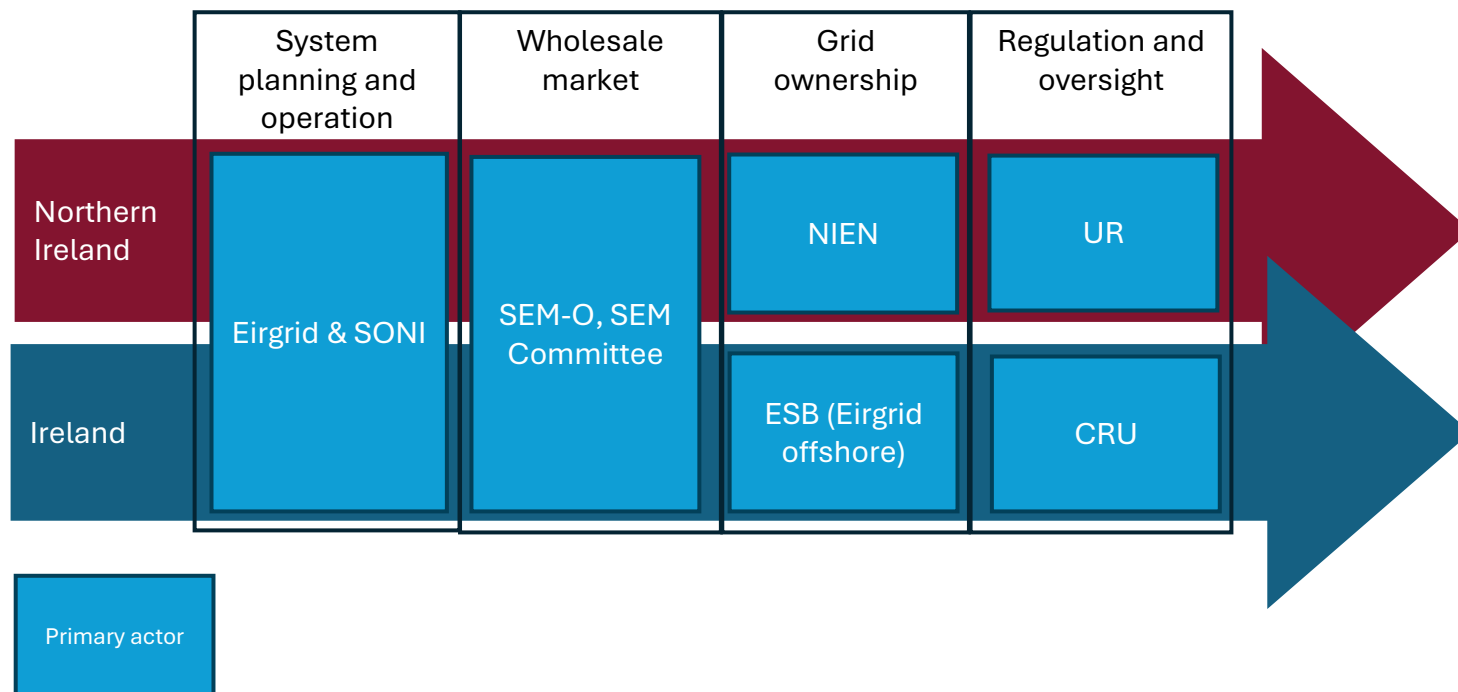 System
planning and
operation
Wholesale
market
Grid
ownership
Regulation and
oversight
Northern
Ireland
Eirgrid & SONI
SEM-O, SEM
Committee
NIEN
UR
Ireland
ESB (Eirgrid
offshore)
CRU
Primary actor